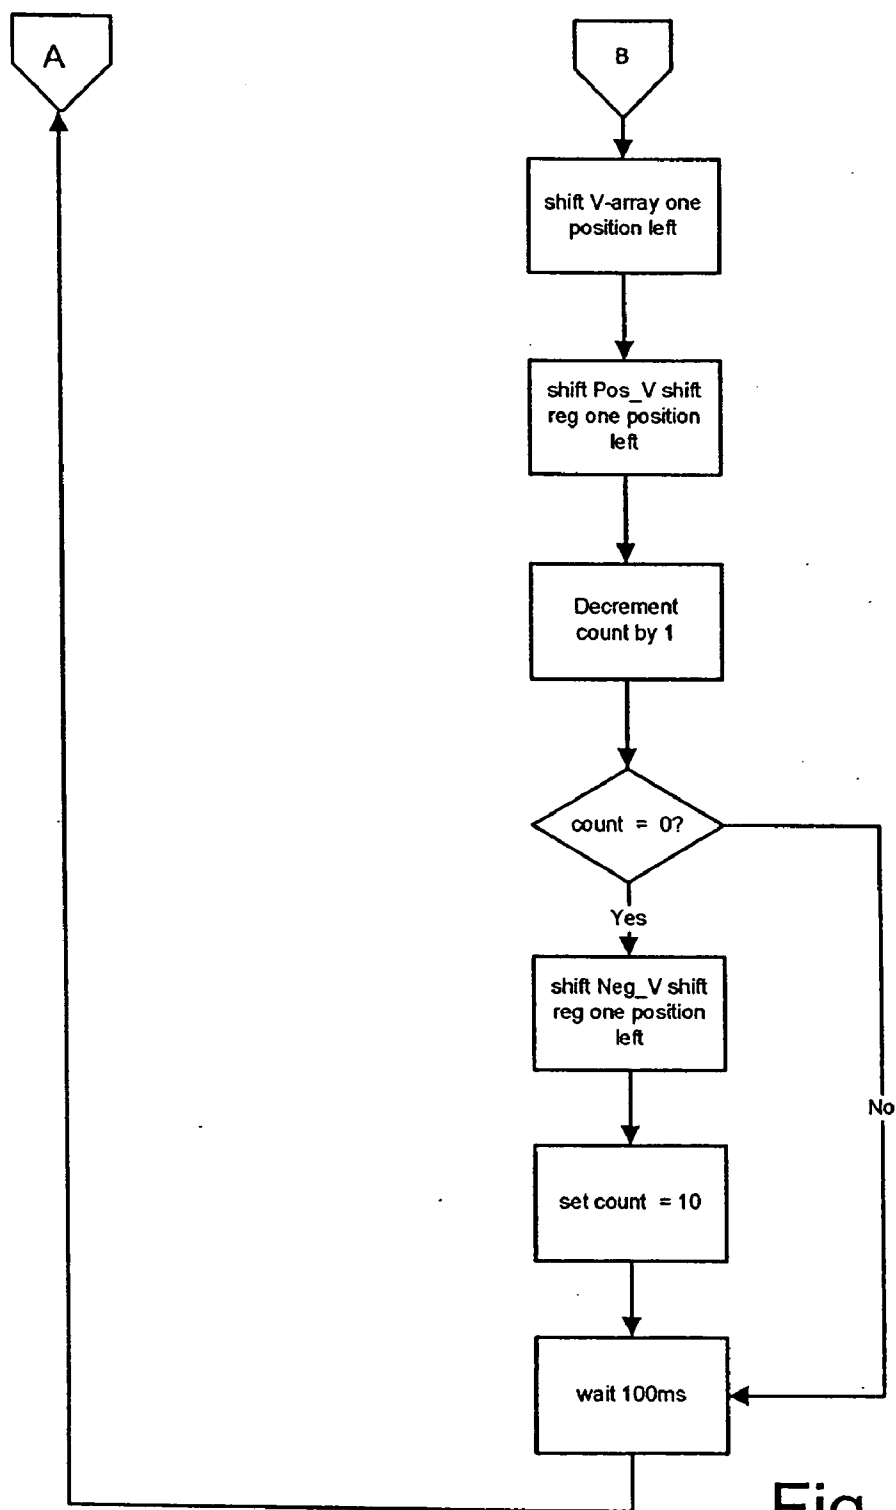 A
B
shift V-array one
position left
shift Pos_V shift
reg one position
left
Decrement
count by 1
count = 0?
Yes
shift Neg_V shift
reg one position
left
No
set count = 10
wait 100ms
Fig